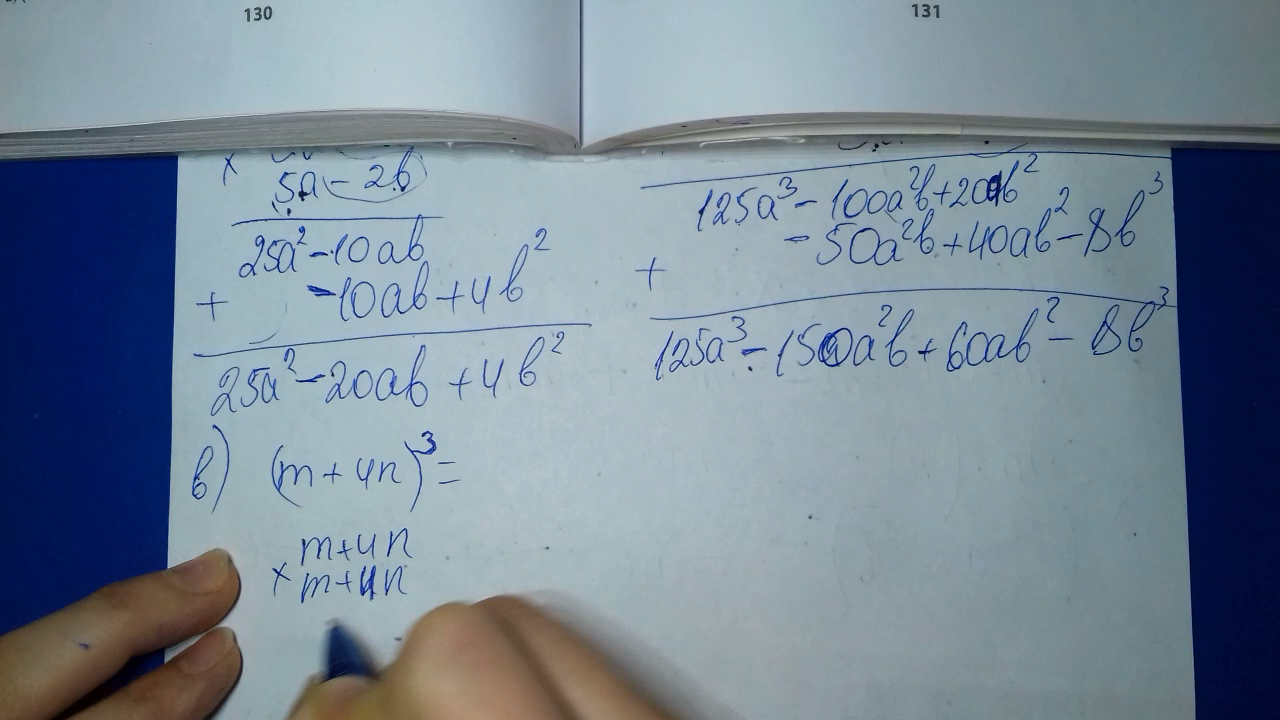 130
131
×
5a - 2b
25a² - 10ab
+ - 10ab + 4b²
25a² - 20ab + 4b²
125a³ - 100a²b + 20ab²
- 50a²b + 40ab² - 8b³
+
125a³ - 150a²b + 60ab² - 8b³
в) (m + 4n)³ =
m + 4n
× m + 4n